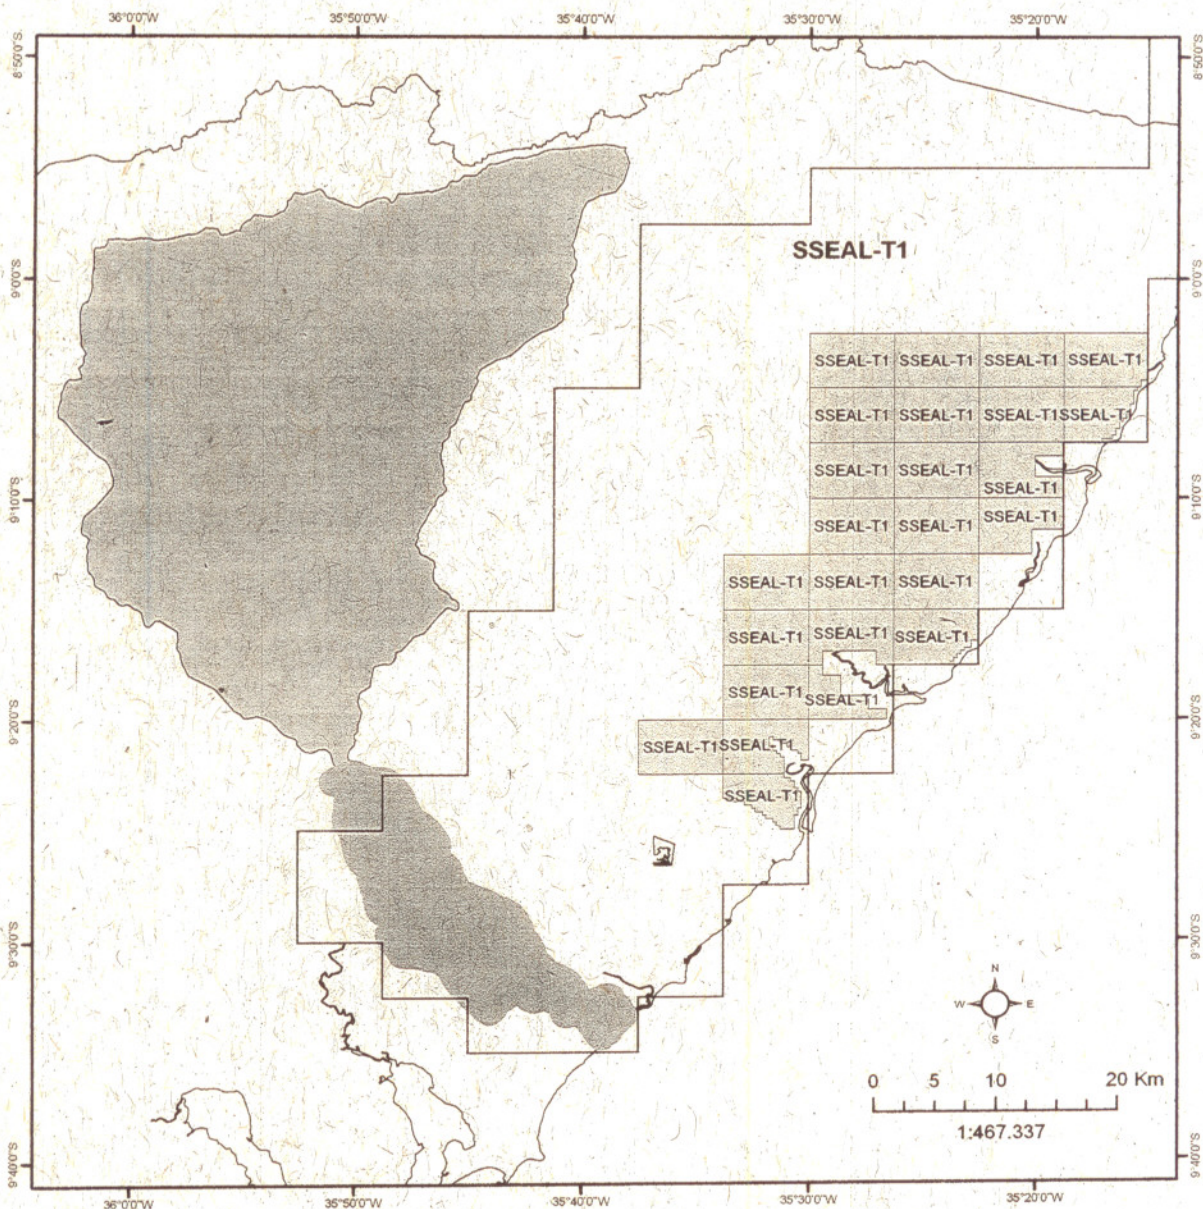 36°0'0"W 35°50'0"W 35°40'0"W 35°30'0"W 35°20'0"W
8°50'0"S 8°50'0"S
SSEAL-T1
9°0'0"S 9°0'0"S
SSEAL-T1 SSEAL-T1 SSEAL-T1 SSEAL-T1
SSEAL-T1 SSEAL-T1 SSEAL-T1 SSEAL-T1
SSEAL-T1 SSEAL-T1 SSEAL-T1
9°10'0"S 9°10'0"S
SSEAL-T1 SSEAL-T1 SSEAL-T1
SSEAL-T1 SSEAL-T1 SSEAL-T1
SSEAL-T1 SSEAL-T1 SSEAL-T1
SSEAL-T1 SSEAL-T1
9°20'0"S 9°20'0"S
SSEAL-T1 SSEAL-T1
SSEAL-T1
9°30'0"S 9°30'0"S
N
W E
S
0 5 10 20 Km
1:467.337
9°40'0"S 9°40'0"S
36°0'0"W 35°50'0"W 35°40'0"W 35°30'0"W 35°20'0"W